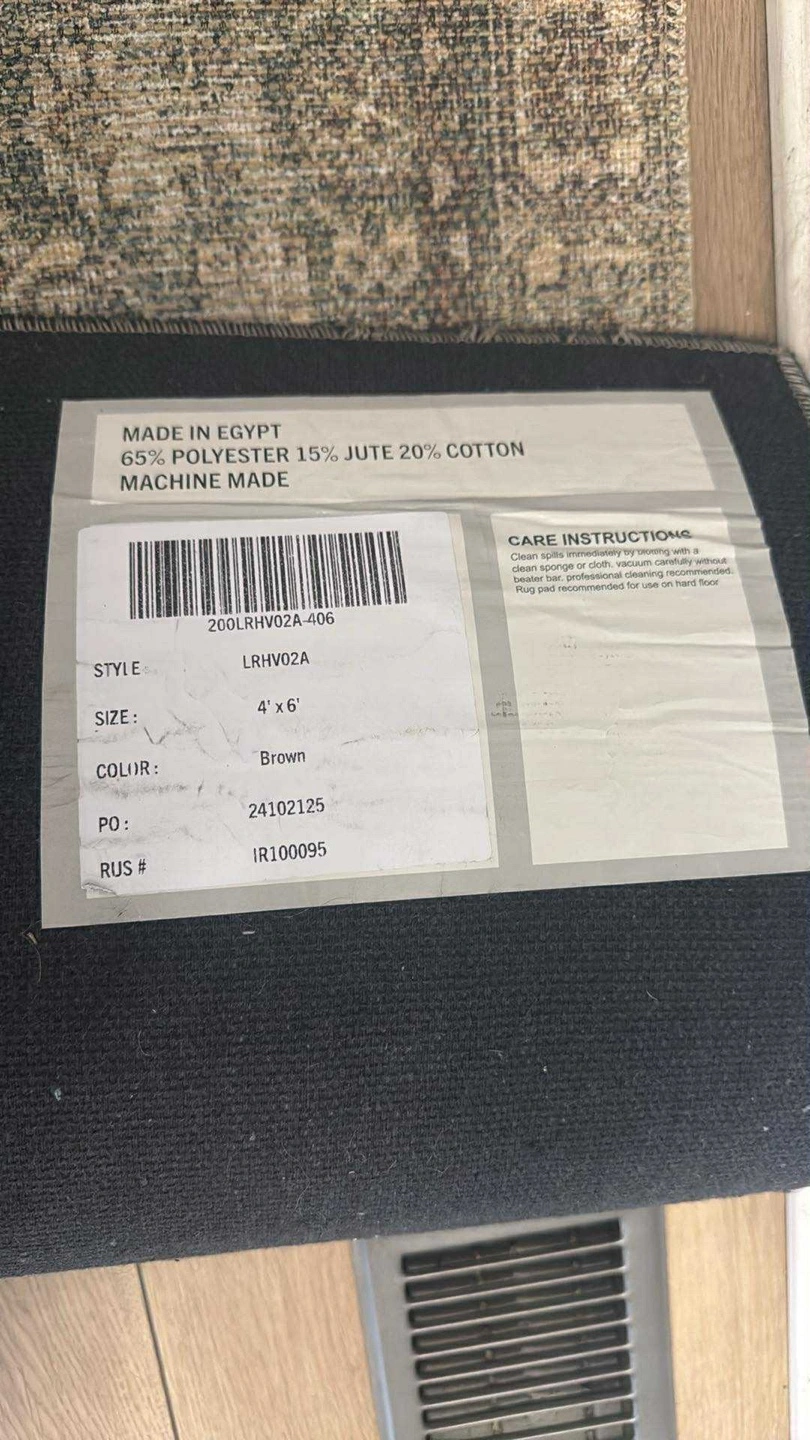 MADE IN EGYPT
65% POLYESTER 15% JUTE 20% COTTON
MACHINE MADE
200LRHV02A-406
STYLE: LRHV02A
SIZE: 4' x 6'
COLOR: Brown
PO: 24102125
RUS # IR100095
CARE INSTRUCTIONS
Clean spills immediately by bloting with a
clean sponge or cloth. vacuum carefully without
beater bar. professional cleaning recommended.
Rug pad recommended for use on hard floor